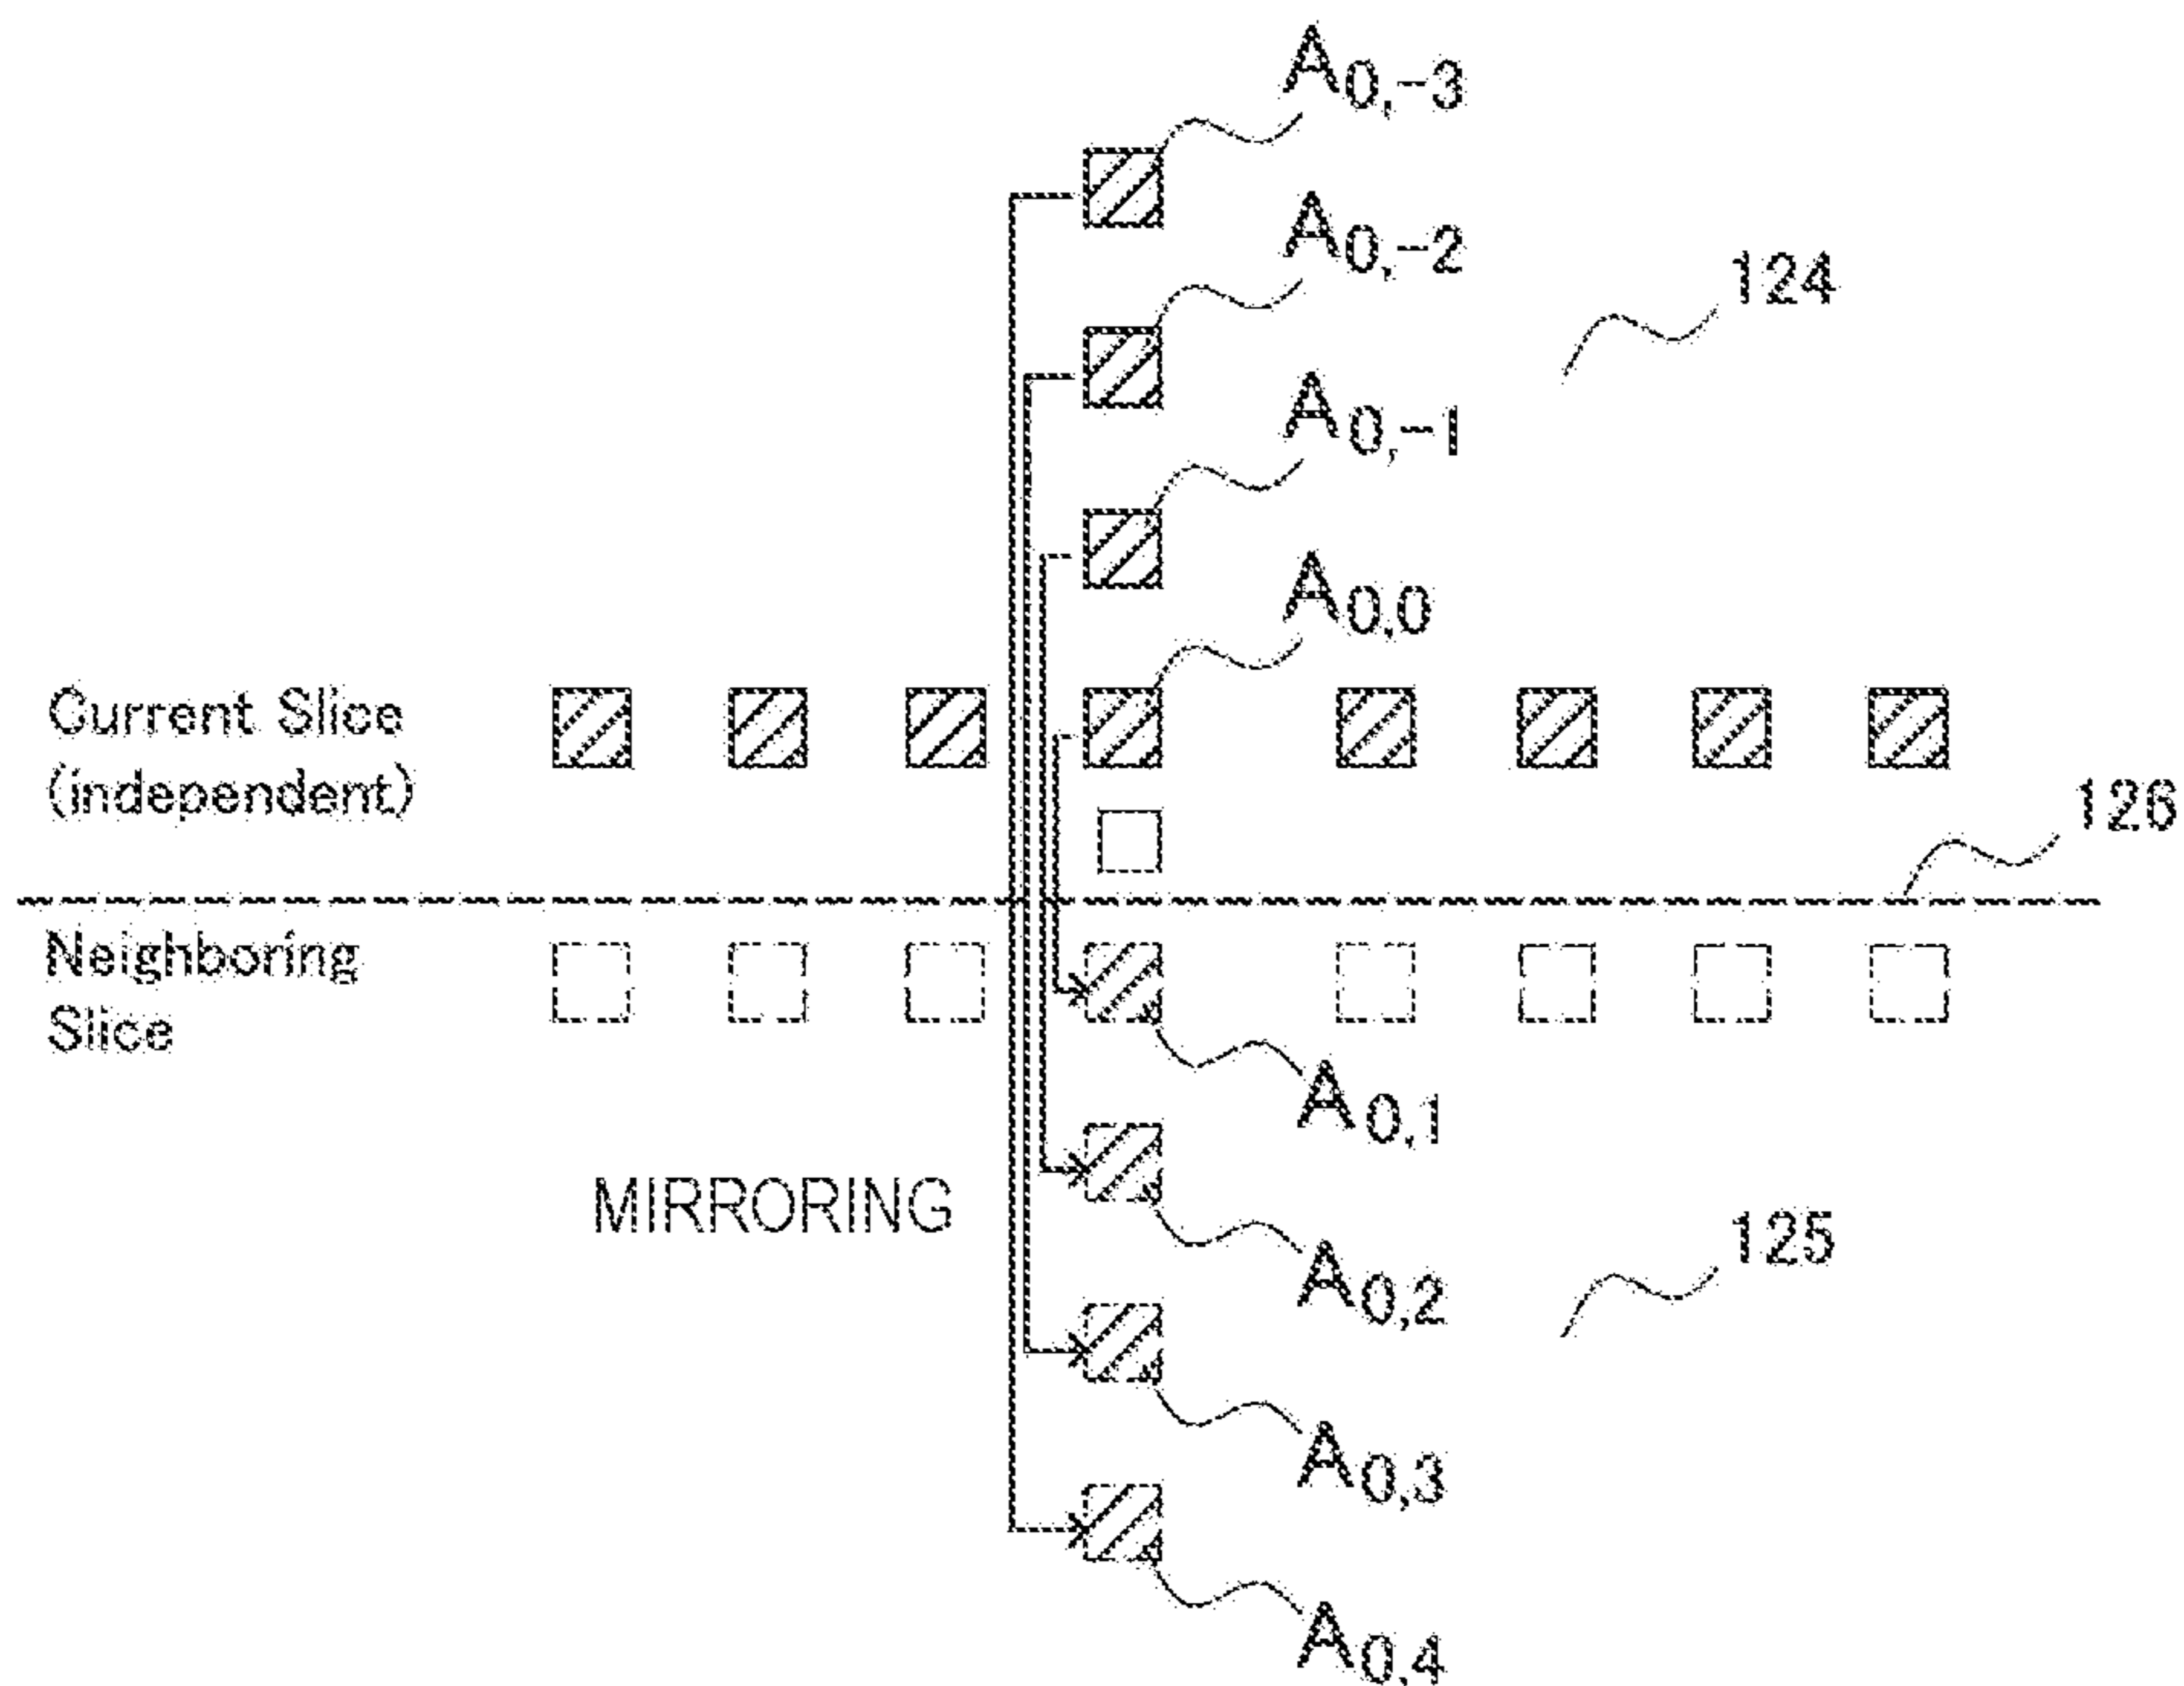 A0,-3
A0,-2
124
A0,-1
A0,0
Current Slice
(independent)
126
Neighboring
Slice
A0,1
MIRRORING
125
A0,2
A0,3
A0,4